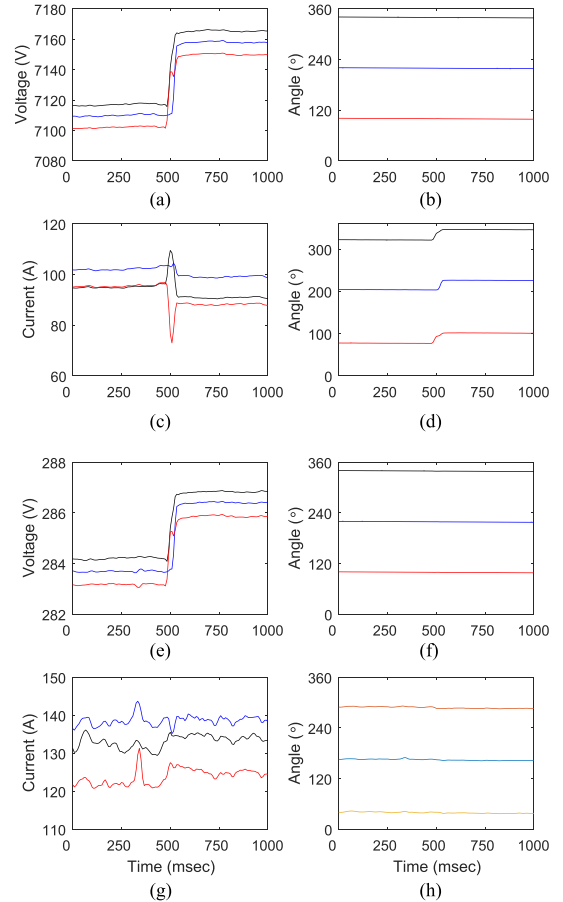 7180
7160
7140
7120
7100
7080
Voltage (V)
0 250 500 750 1000
(a)
360
240
120
0
Angle (°)
0 250 500 750 1000
(b)
120
100
80
60
Current (A)
0 250 500 750 1000
(c)
300
200
100
0
Angle (°)
0 250 500 750 1000
(d)
288
286
284
282
Voltage (V)
0 250 500 750 1000
(e)
360
240
120
0
Angle (°)
0 250 500 750 1000
(f)
150
140
130
120
110
Current (A)
0 250 500 750 1000
Time (msec)
(g)
360
240
120
0
Angle (°)
0 250 500 750 1000
Time (msec)
(h)